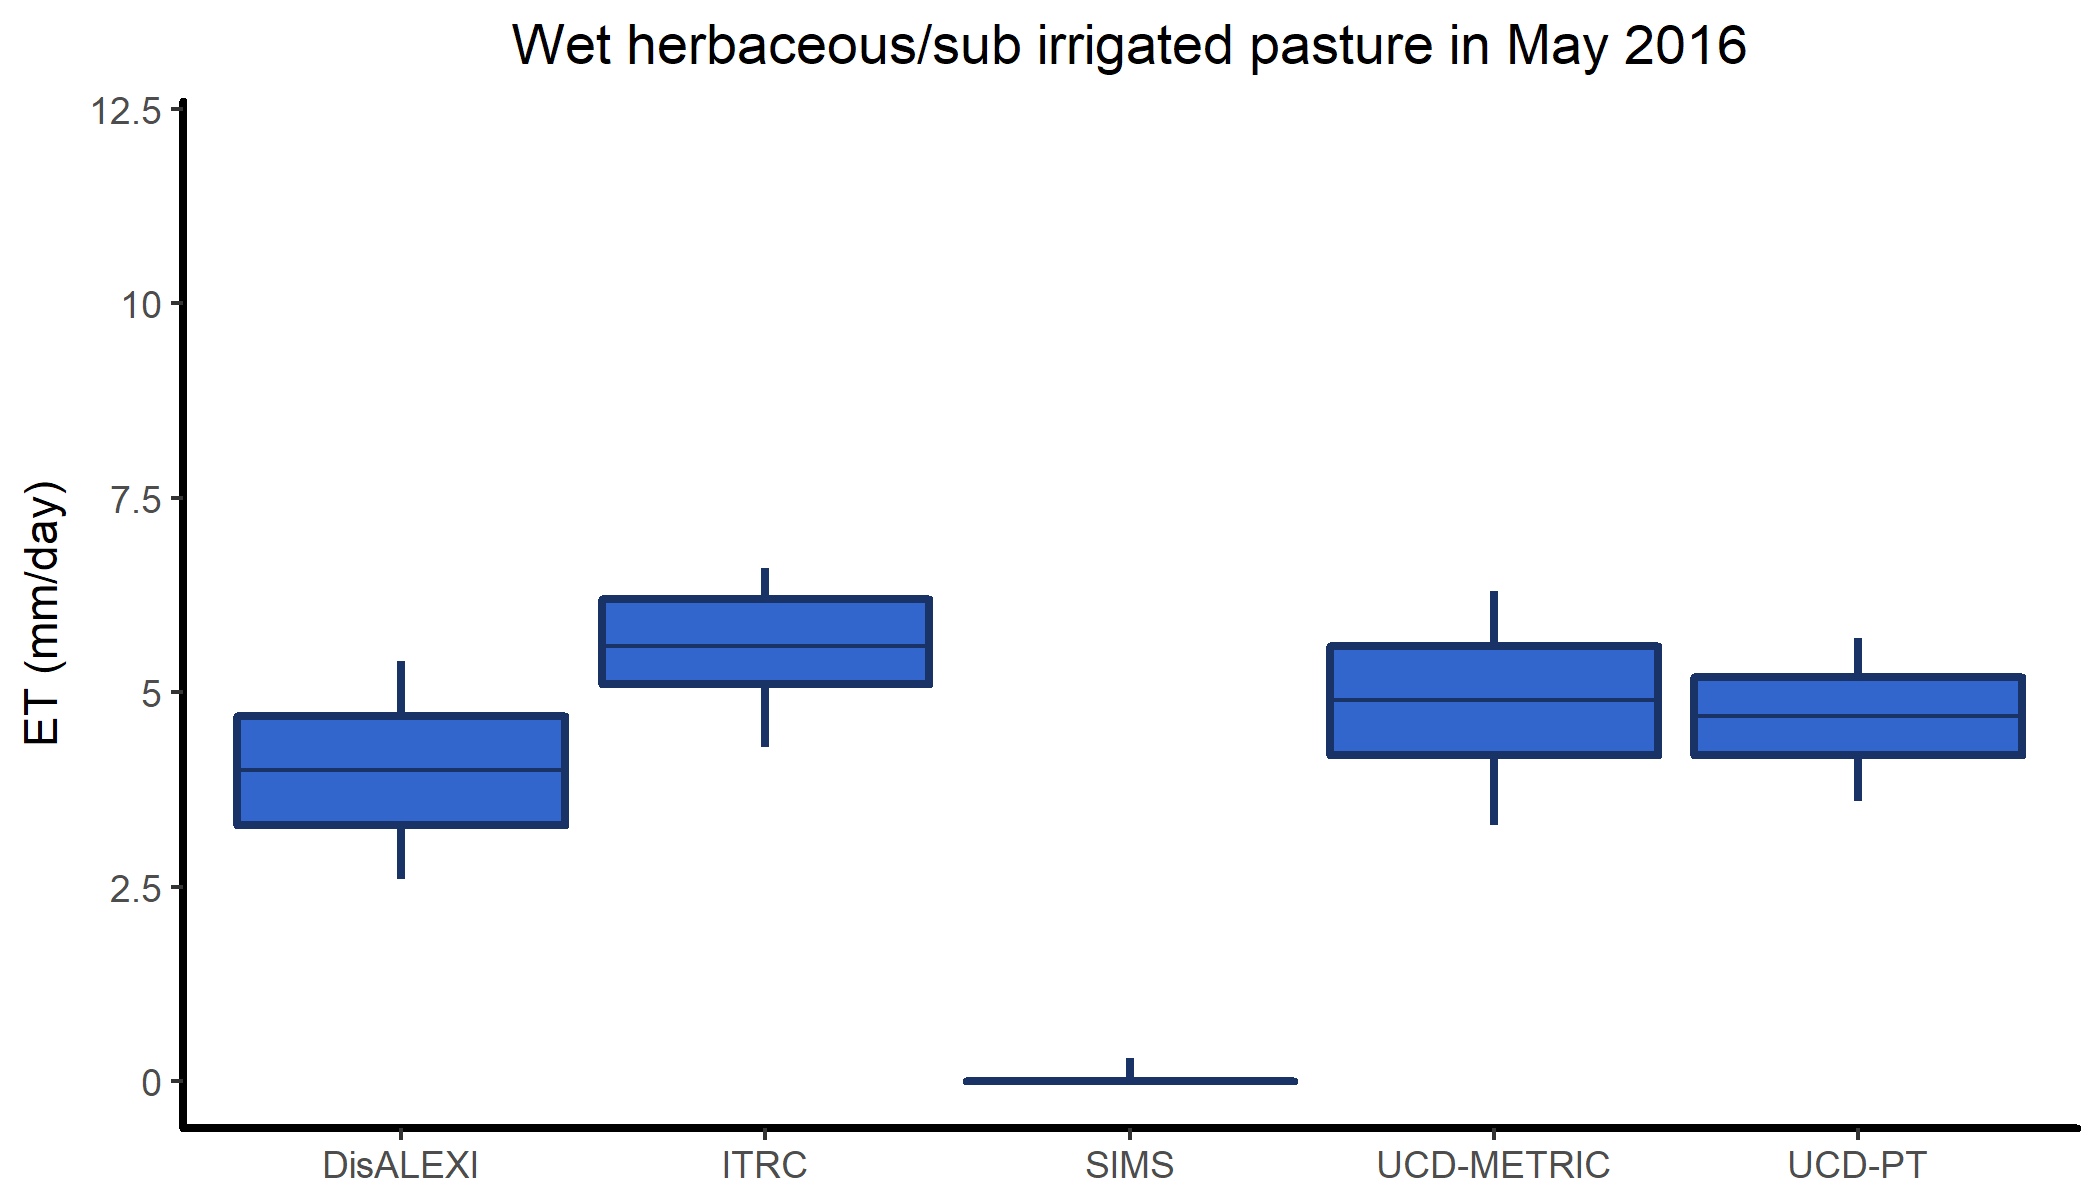 Wet herbaceous/sub irrigated pasture in May 2016
12.5
10
7.5
5
2.5
0
ET (mm/day)
DisALEXI ITRC SIMS UCD-METRIC UCD-PT